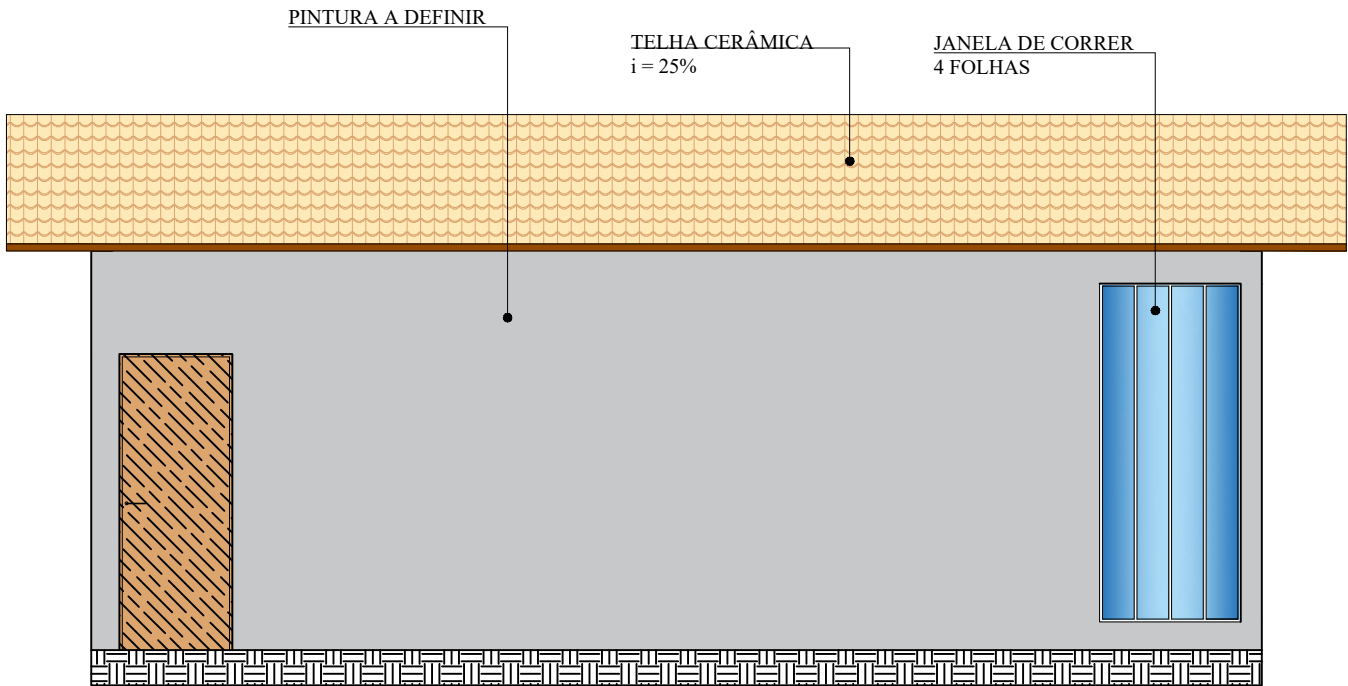 PINTURA A DEFINIR
TELHA CERÂMICA
i = 25%
JANELA DE CORRER
4 FOLHAS